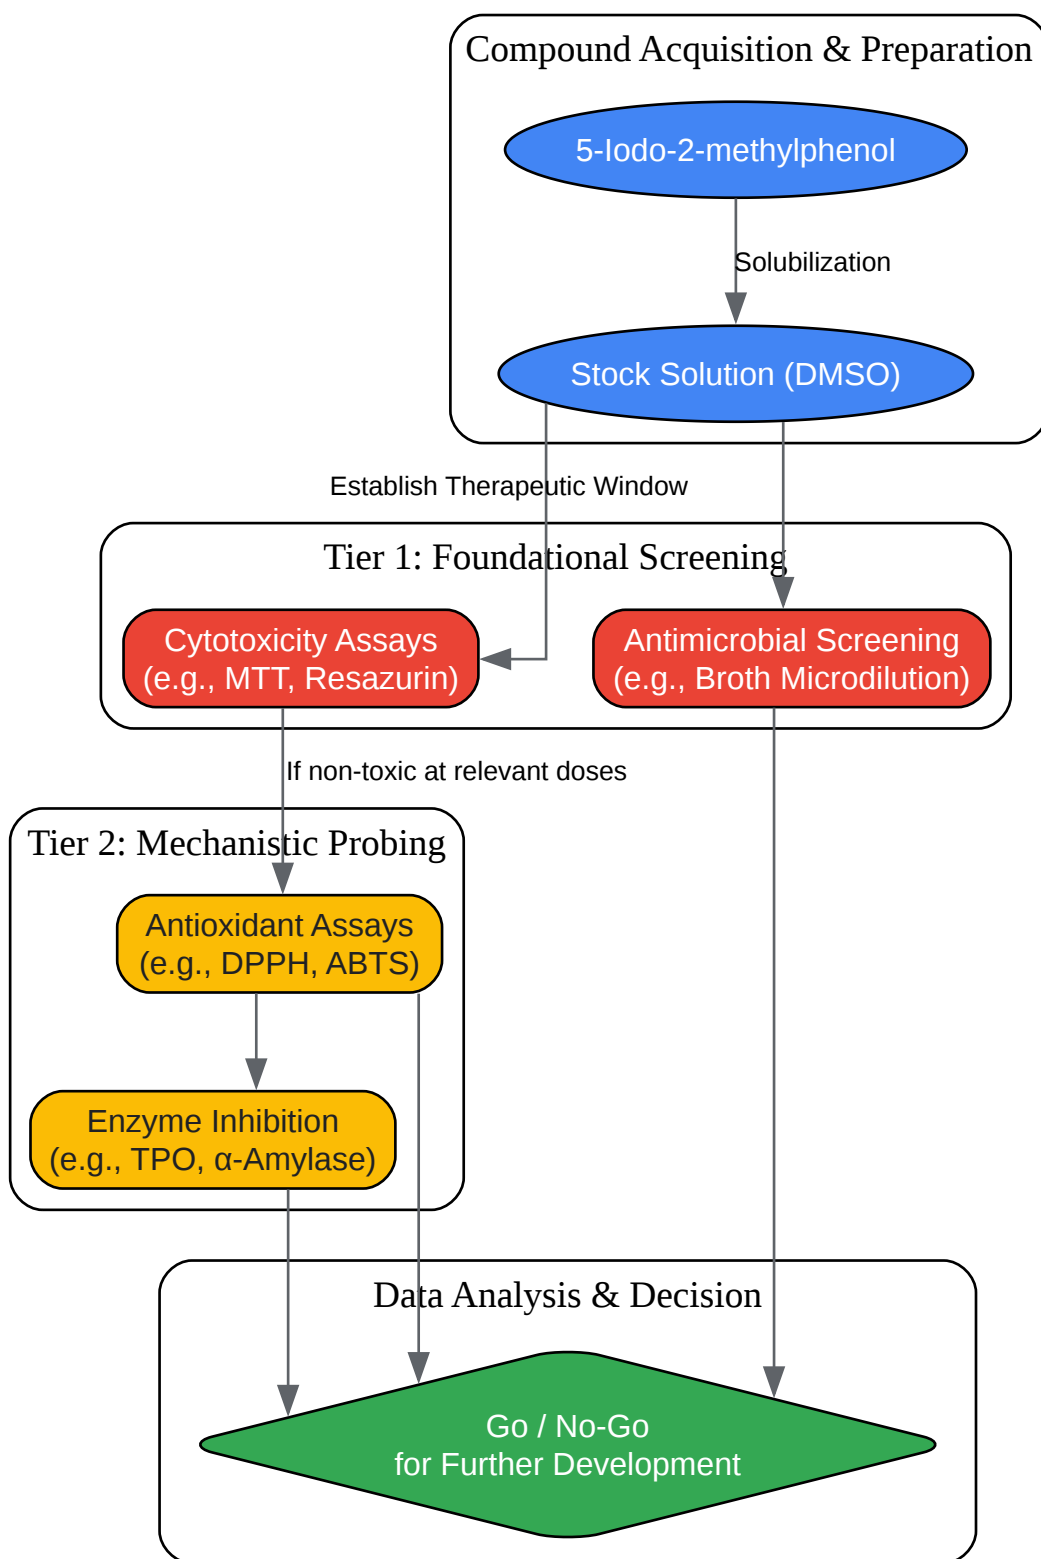 Compound Acquisition & Preparation
5-Iodo-2-methylphenol
Solubilization
Stock Solution (DMSO)
Establish Therapeutic Window
Tier 1: Foundational Screening
Cytotoxicity Assays
(e.g., MTT, Resazurin)
Antimicrobial Screening
(e.g., Broth Microdilution)
If non-toxic at relevant doses
Tier 2: Mechanistic Probing
Antioxidant Assays
(e.g., DPPH, ABTS)
Enzyme Inhibition
(e.g., TPO, α-Amylase)
Data Analysis & Decision
Go / No-Go
for Further Development